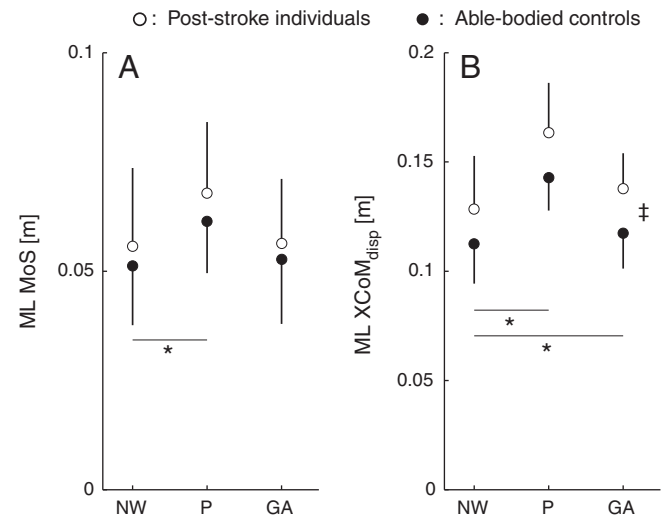 ○ : Post-stroke individuals ● : Able-bodied controls
A
0.1
0.05
0
ML MoS [m]
*
NW P GA
B
0.2
0.15
0.1
0.05
0
ML XCoM_disp [m]
‡
*
*
NW P GA